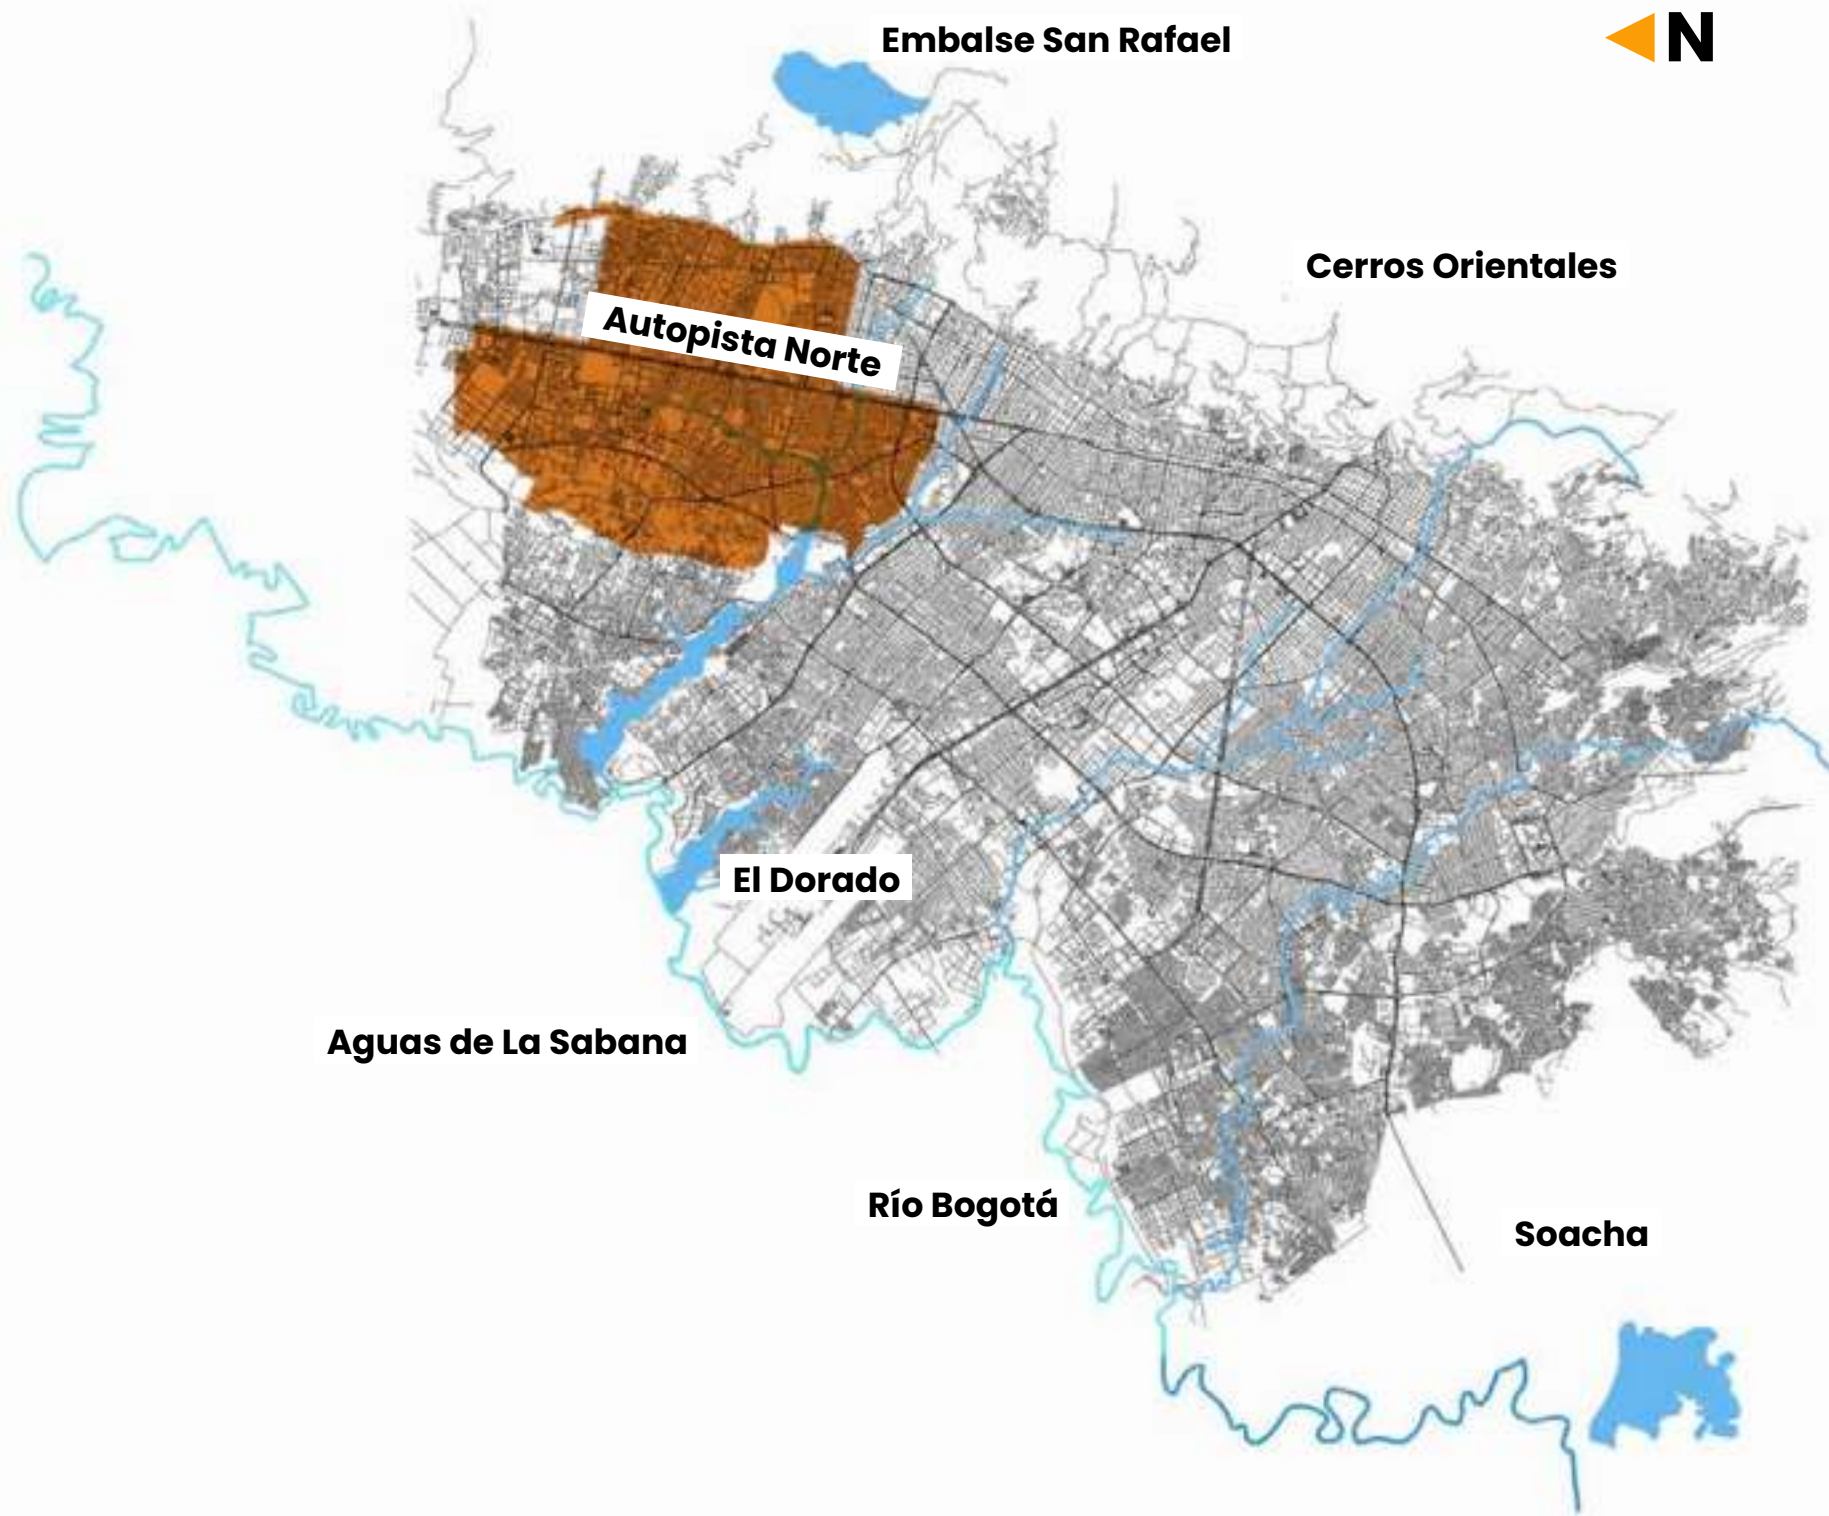 Embalse San Rafael
N
Cerros Orientales
Autopista Norte
El Dorado
Aguas de La Sabana
Río Bogotá
Soacha